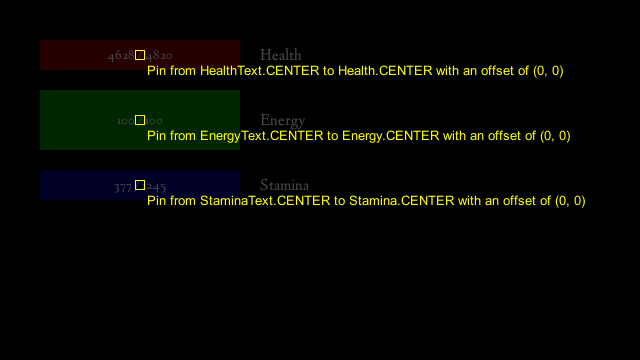 4628 4820 Health
Pin from HealthText.CENTER to Health.CENTER with an offset of (0, 0)
Energy
Pin from EnergyText.CENTER to Energy.CENTER with an offset of (0, 0)
377 245 Stamina
Pin from StaminaText.CENTER to Stamina.CENTER with an offset of (0, 0)